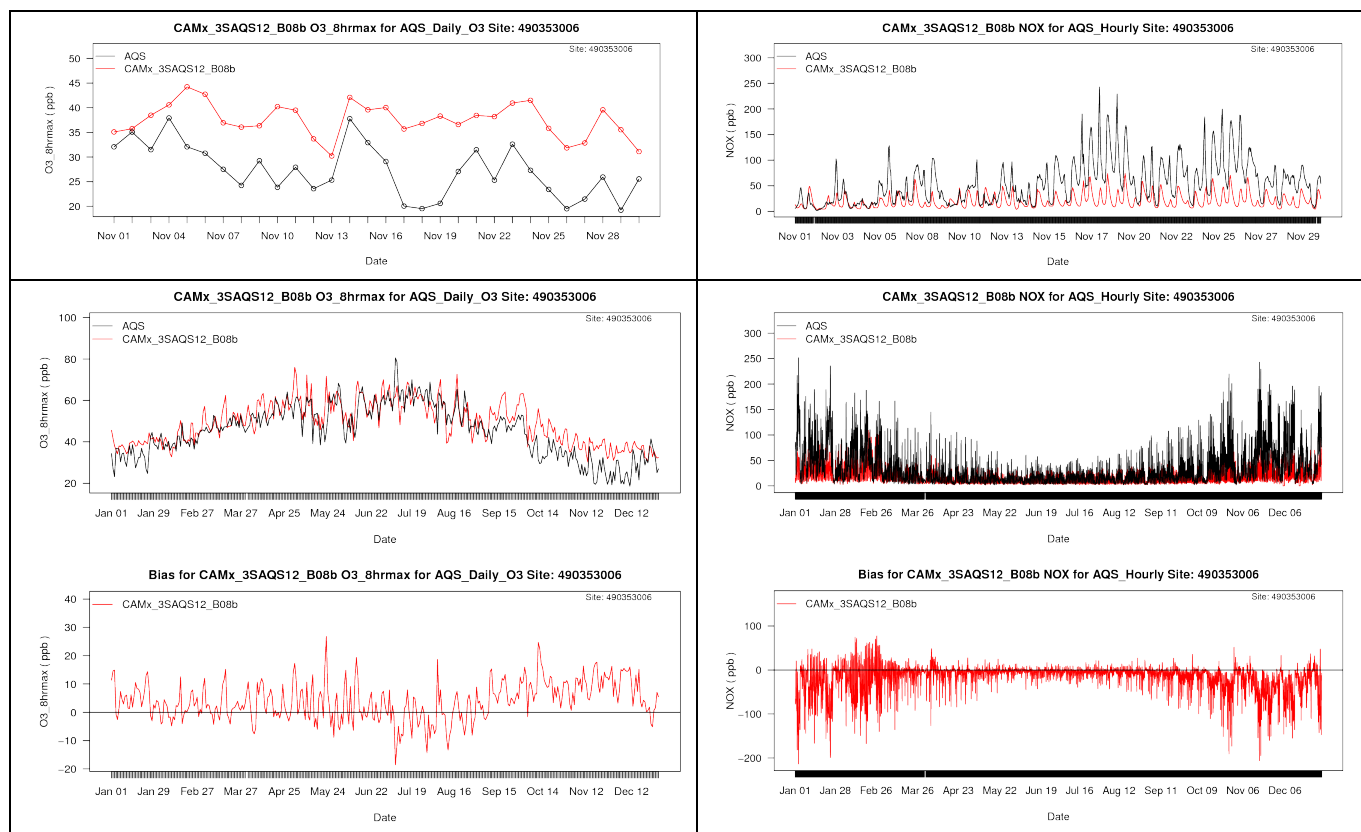 CAMx_3SAQS12_B08b O3_8hrmax for AQS_Daily_O3 Site: 490353006
Site: 490353006
AQS
CAMx_3SAQS12_B08b
O3_8hrmax ( ppb )
50
45
40
35
30
25
20
Nov 01 Nov 04 Nov 07 Nov 10 Nov 13 Nov 16 Nov 19 Nov 22 Nov 25 Nov 28
Date
CAMx_3SAQS12_B08b NOX for AQS_Hourly Site: 490353006
Site: 490353006
AQS
CAMx_3SAQS12_B08b
NOX ( ppb )
300
250
200
150
100
50
0
Nov 01 Nov 03 Nov 05 Nov 08 Nov 10 Nov 13 Nov 15 Nov 17 Nov 20 Nov 22 Nov 25 Nov 27 Nov 29
Date
CAMx_3SAQS12_B08b O3_8hrmax for AQS_Daily_O3 Site: 490353006
Site: 490353006
AQS
CAMx_3SAQS12_B08b
O3_8hrmax ( ppb )
100
80
60
40
20
Jan 01 Jan 29 Feb 27 Mar 27 Apr 25 May 24 Jun 22 Jul 19 Aug 16 Sep 15 Oct 14 Nov 12 Dec 12
Date
CAMx_3SAQS12_B08b NOX for AQS_Hourly Site: 490353006
Site: 490353006
AQS
CAMx_3SAQS12_B08b
NOX ( ppb )
300
250
200
150
100
50
0
Jan 01 Jan 28 Feb 26 Mar 26 Apr 23 May 22 Jun 19 Jul 16 Aug 12 Sep 11 Oct 09 Nov 06 Dec 06
Date
Bias for CAMx_3SAQS12_B08b O3_8hrmax for AQS_Daily_O3 Site: 490353006
Site: 490353006
CAMx_3SAQS12_B08b
O3_8hrmax ( ppb )
40
30
20
10
0
−10
−20
Jan 01 Jan 29 Feb 27 Mar 27 Apr 25 May 24 Jun 22 Jul 19 Aug 16 Sep 15 Oct 14 Nov 12 Dec 12
Date
Bias for CAMx_3SAQS12_B08b NOX for AQS_Hourly Site: 490353006
Site: 490353006
CAMx_3SAQS12_B08b
NOX ( ppb )
100
0
−100
−200
Jan 01 Jan 28 Feb 26 Mar 26 Apr 23 May 22 Jun 19 Jul 16 Aug 12 Sep 11 Oct 09 Nov 06 Dec 06
Date